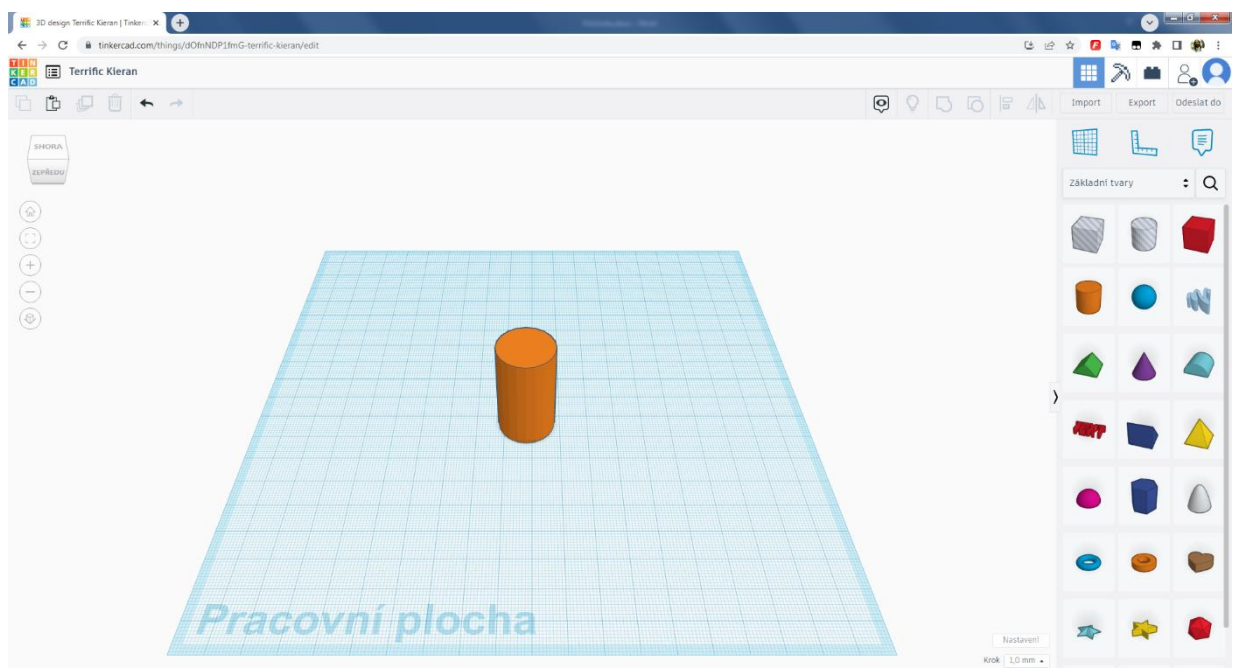 3D design Terrific Kieran | Tinker
tinkercad.com/things/dOfnNDP1fmG-terrific-kieran/edit
TIN
KER
CAD
Terrific Kieran
Import
Export
Odeslat do
SHORA
ZEPŘEDU
Základní tvary
TEXT
Pracovní plocha
Nastavení
Krok
1,0 mm